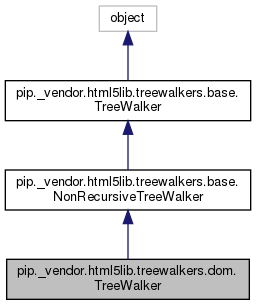 object
pip._vendor.html5lib.treewalkers.base.
TreeWalker
pip._vendor.html5lib.treewalkers.base.
NonRecursiveTreeWalker
pip._vendor.html5lib.treewalkers.dom.
TreeWalker